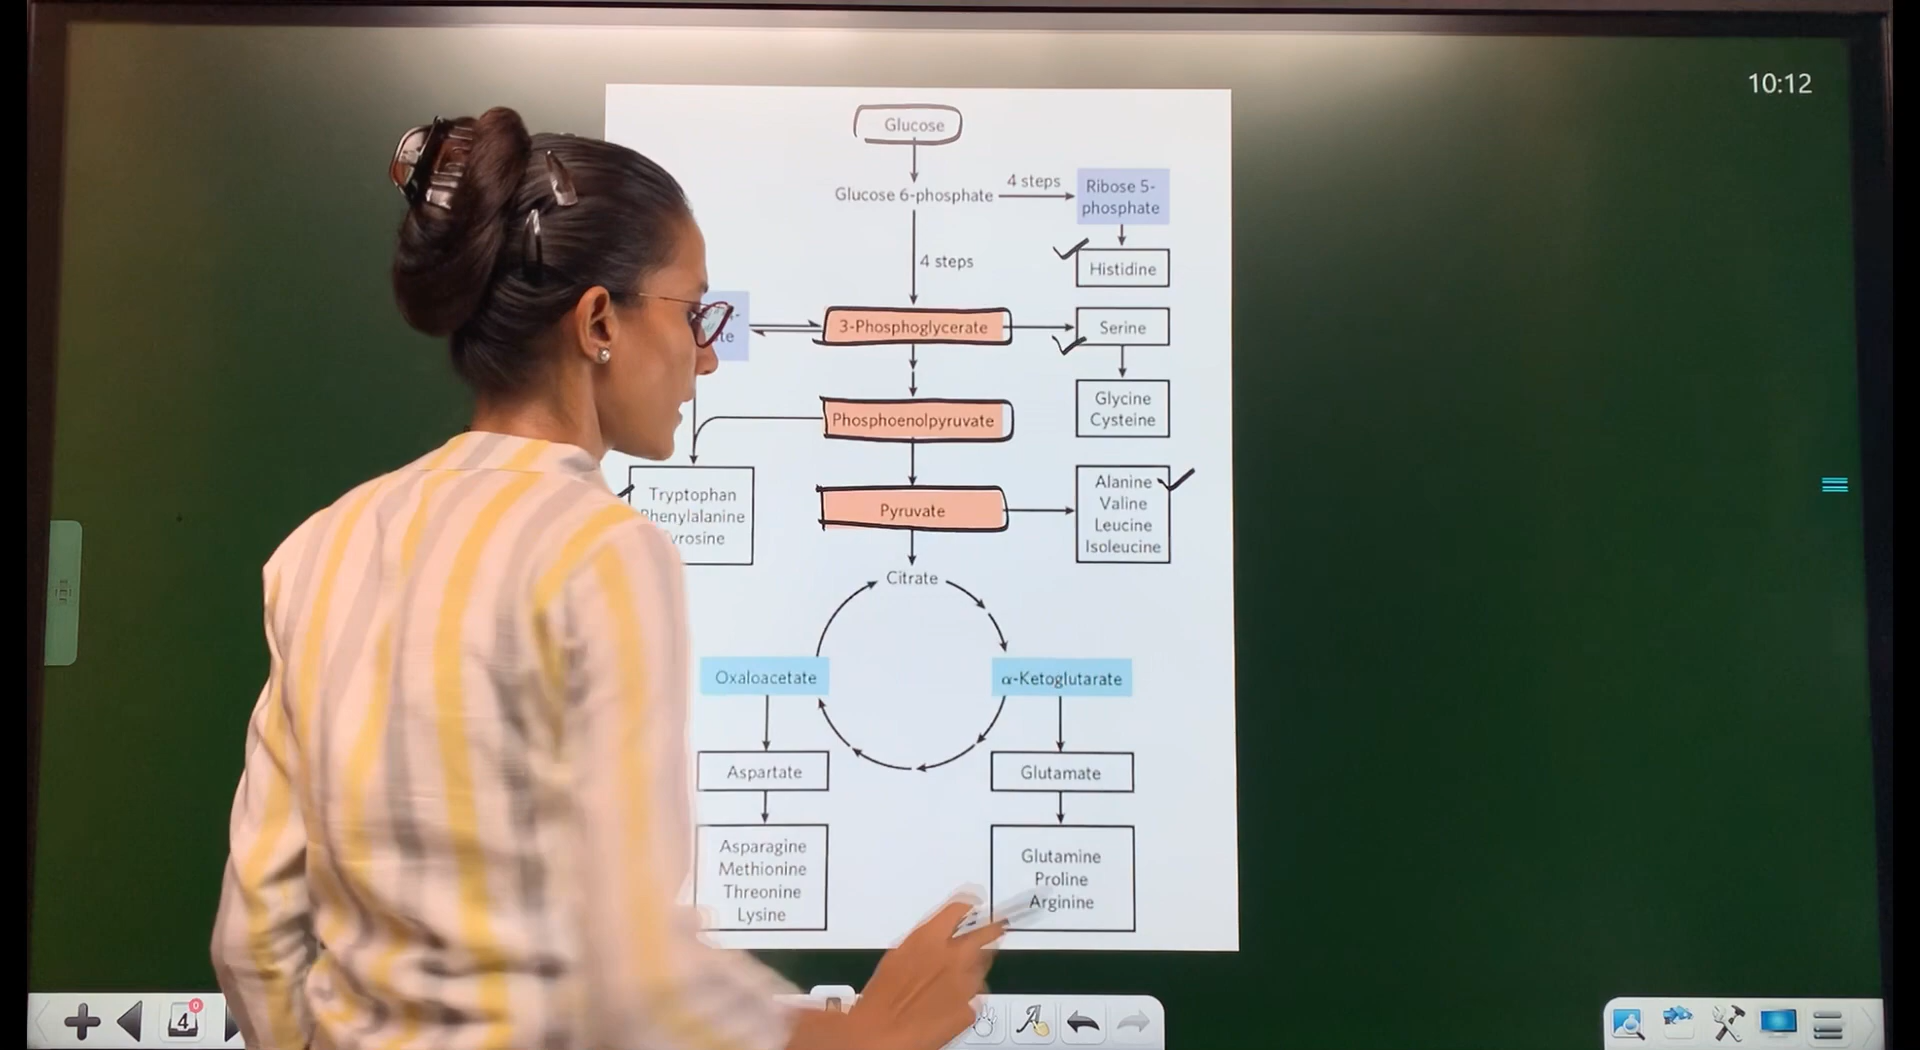 10:12
Glucose
Glucose 6-phosphate
4 steps
Ribose 5-
phosphate
4 steps
Histidine
3-Phosphoglycerate
Serine
Phosphoenolpyruvate
Glycine
Cysteine
Tryptophan
Phenylalanine
Pyruvate
Alanine
Valine
Leucine
Isoleucine
Citrate
Oxaloacetate
α-Ketoglutarate
Aspartate
Glutamate
Asparagine
Methionine
Threonine
Lysine
Glutamine
Proline
Arginine
4
0